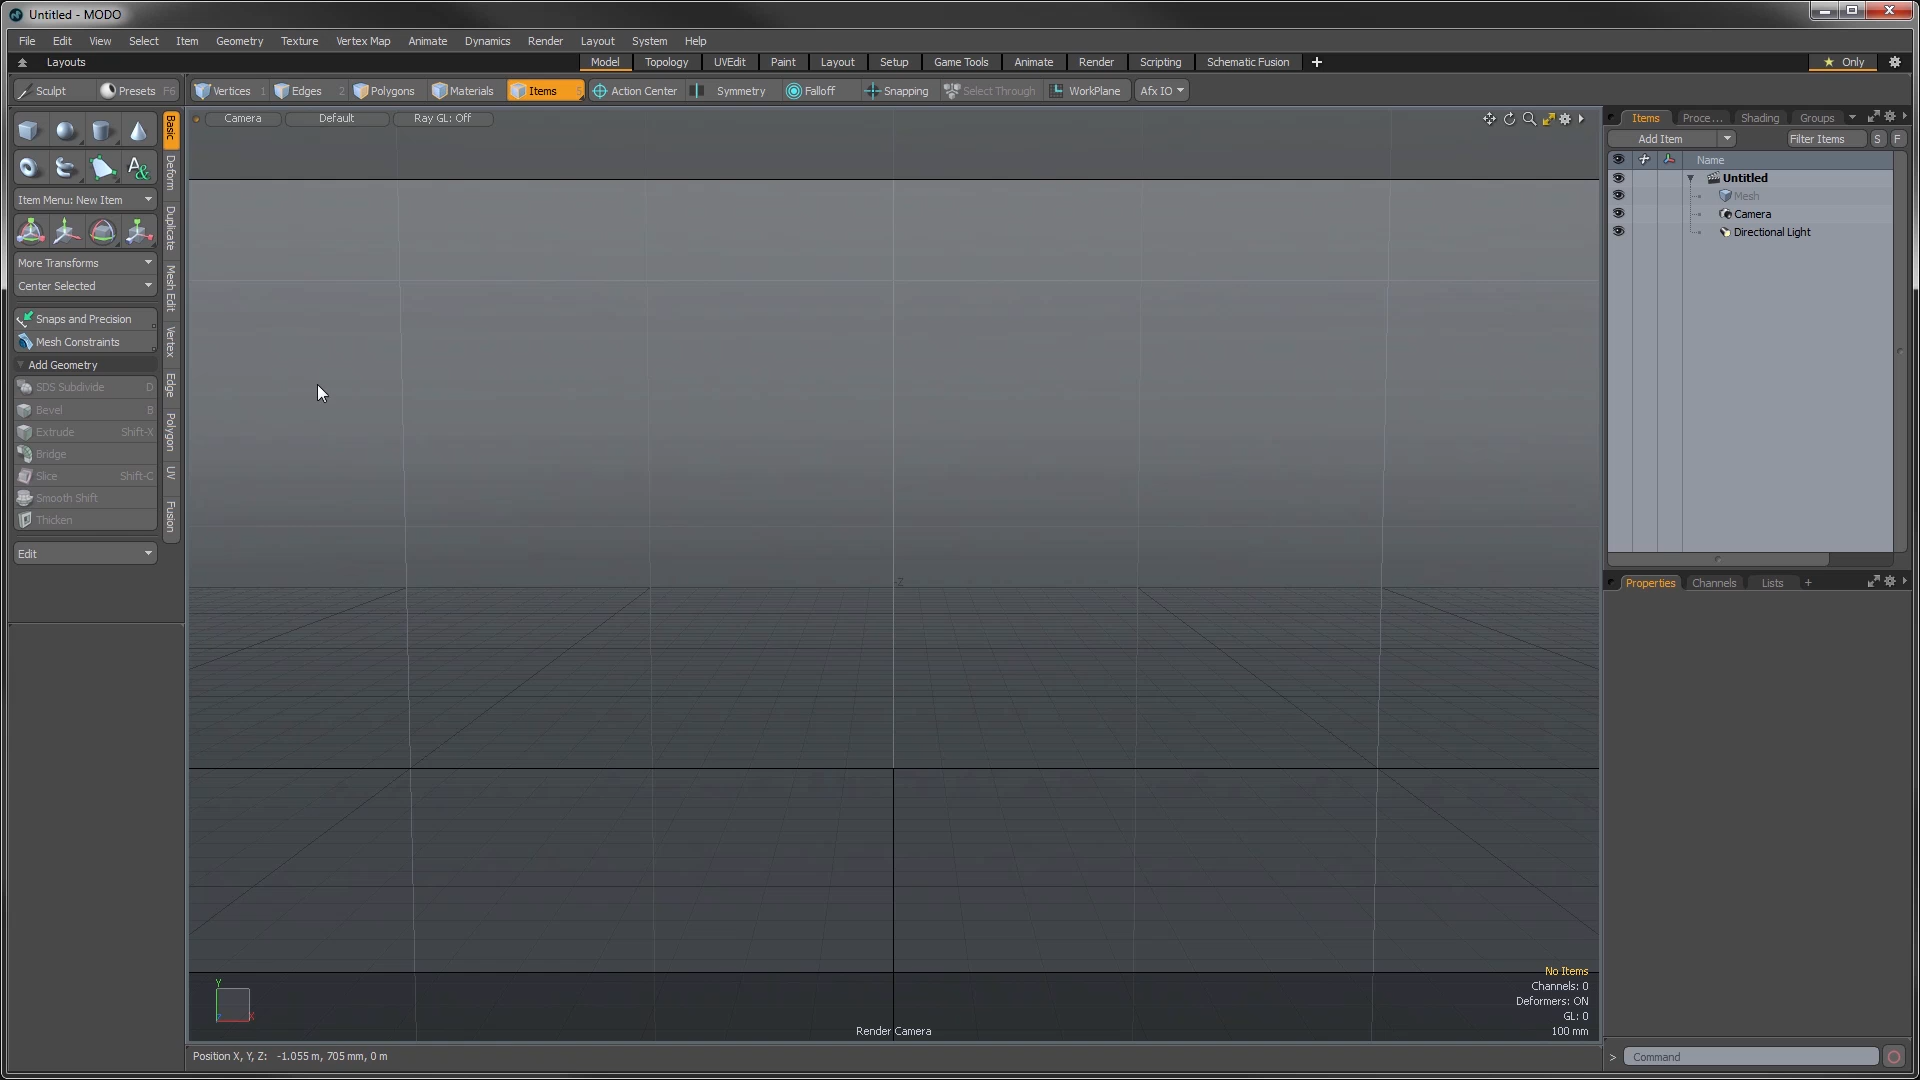 Untitled - MODO
File Edit View Select Item Geometry Texture Vertex Map Animate Dynamics Render Layout System Help
Layouts Model Topology UVEdit Paint Layout Setup Game Tools Animate Render Scripting Schematic Fusion + Only
Sculpt Presets F6 Vertices 1 Edges 2 Polygons Materials Items 5 Action Center Symmetry Falloff Snapping Select Through WorkPlane Afx IO
Camera Default Ray GL: Off
Basic
Deform
Duplicate
Mesh Edit
Vertex
Edge
Polygon
UV
Fusion
Item Menu: New Item
More Transforms
Center Selected
Snaps and Precision
Mesh Constraints
Add Geometry
SDS Subdivide D
Bevel B
Extrude Shift-X
Bridge
Slice Shift-C
Smooth Shift
Thicken
Edit
-Z
Y
Z X
No Items
Channels: 0
Deformers: ON
GL: 0
100 mm
Render Camera
Position X, Y, Z: -1.055 m, 705 mm, 0 m
Items Proce... Shading Groups
Add Item Filter Items S F
Name
Untitled
Mesh
Camera
Directional Light
Properties Channels Lists +
> Command